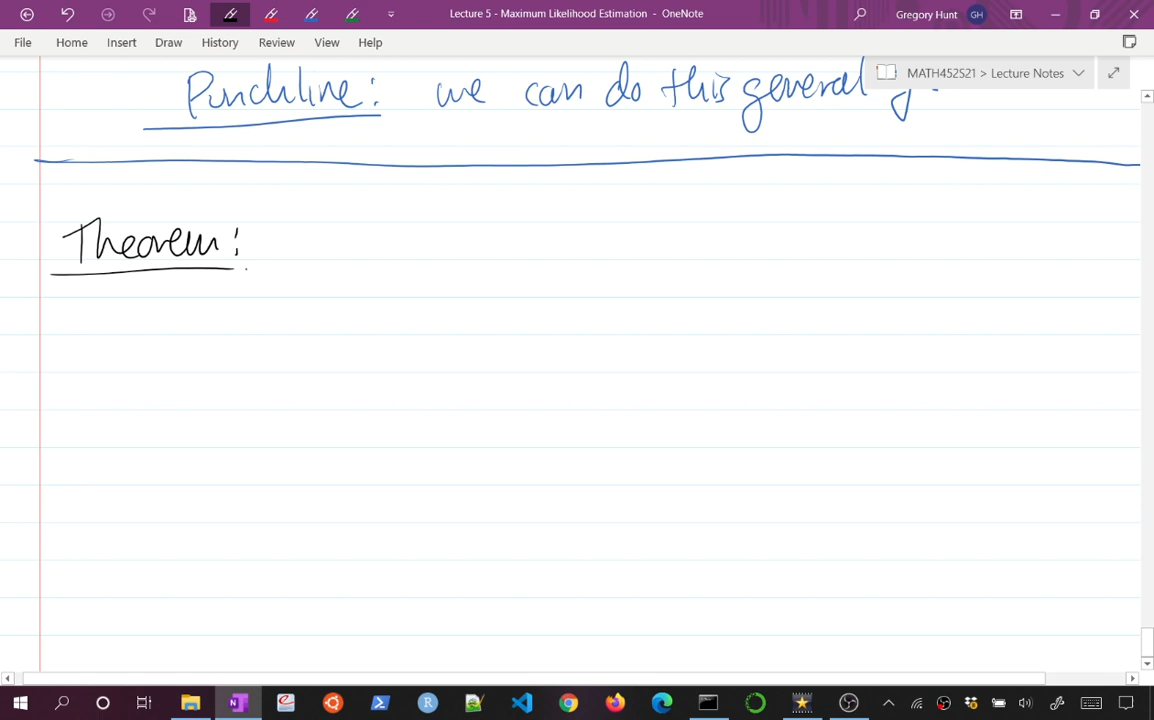 Lecture 5 - Maximum Likelihood Estimation - OneNote
Gregory Hunt
GH
File Home Insert Draw History Review View Help
MATH452S21 > Lecture Notes
Punchline: we can do this general
Theorem: